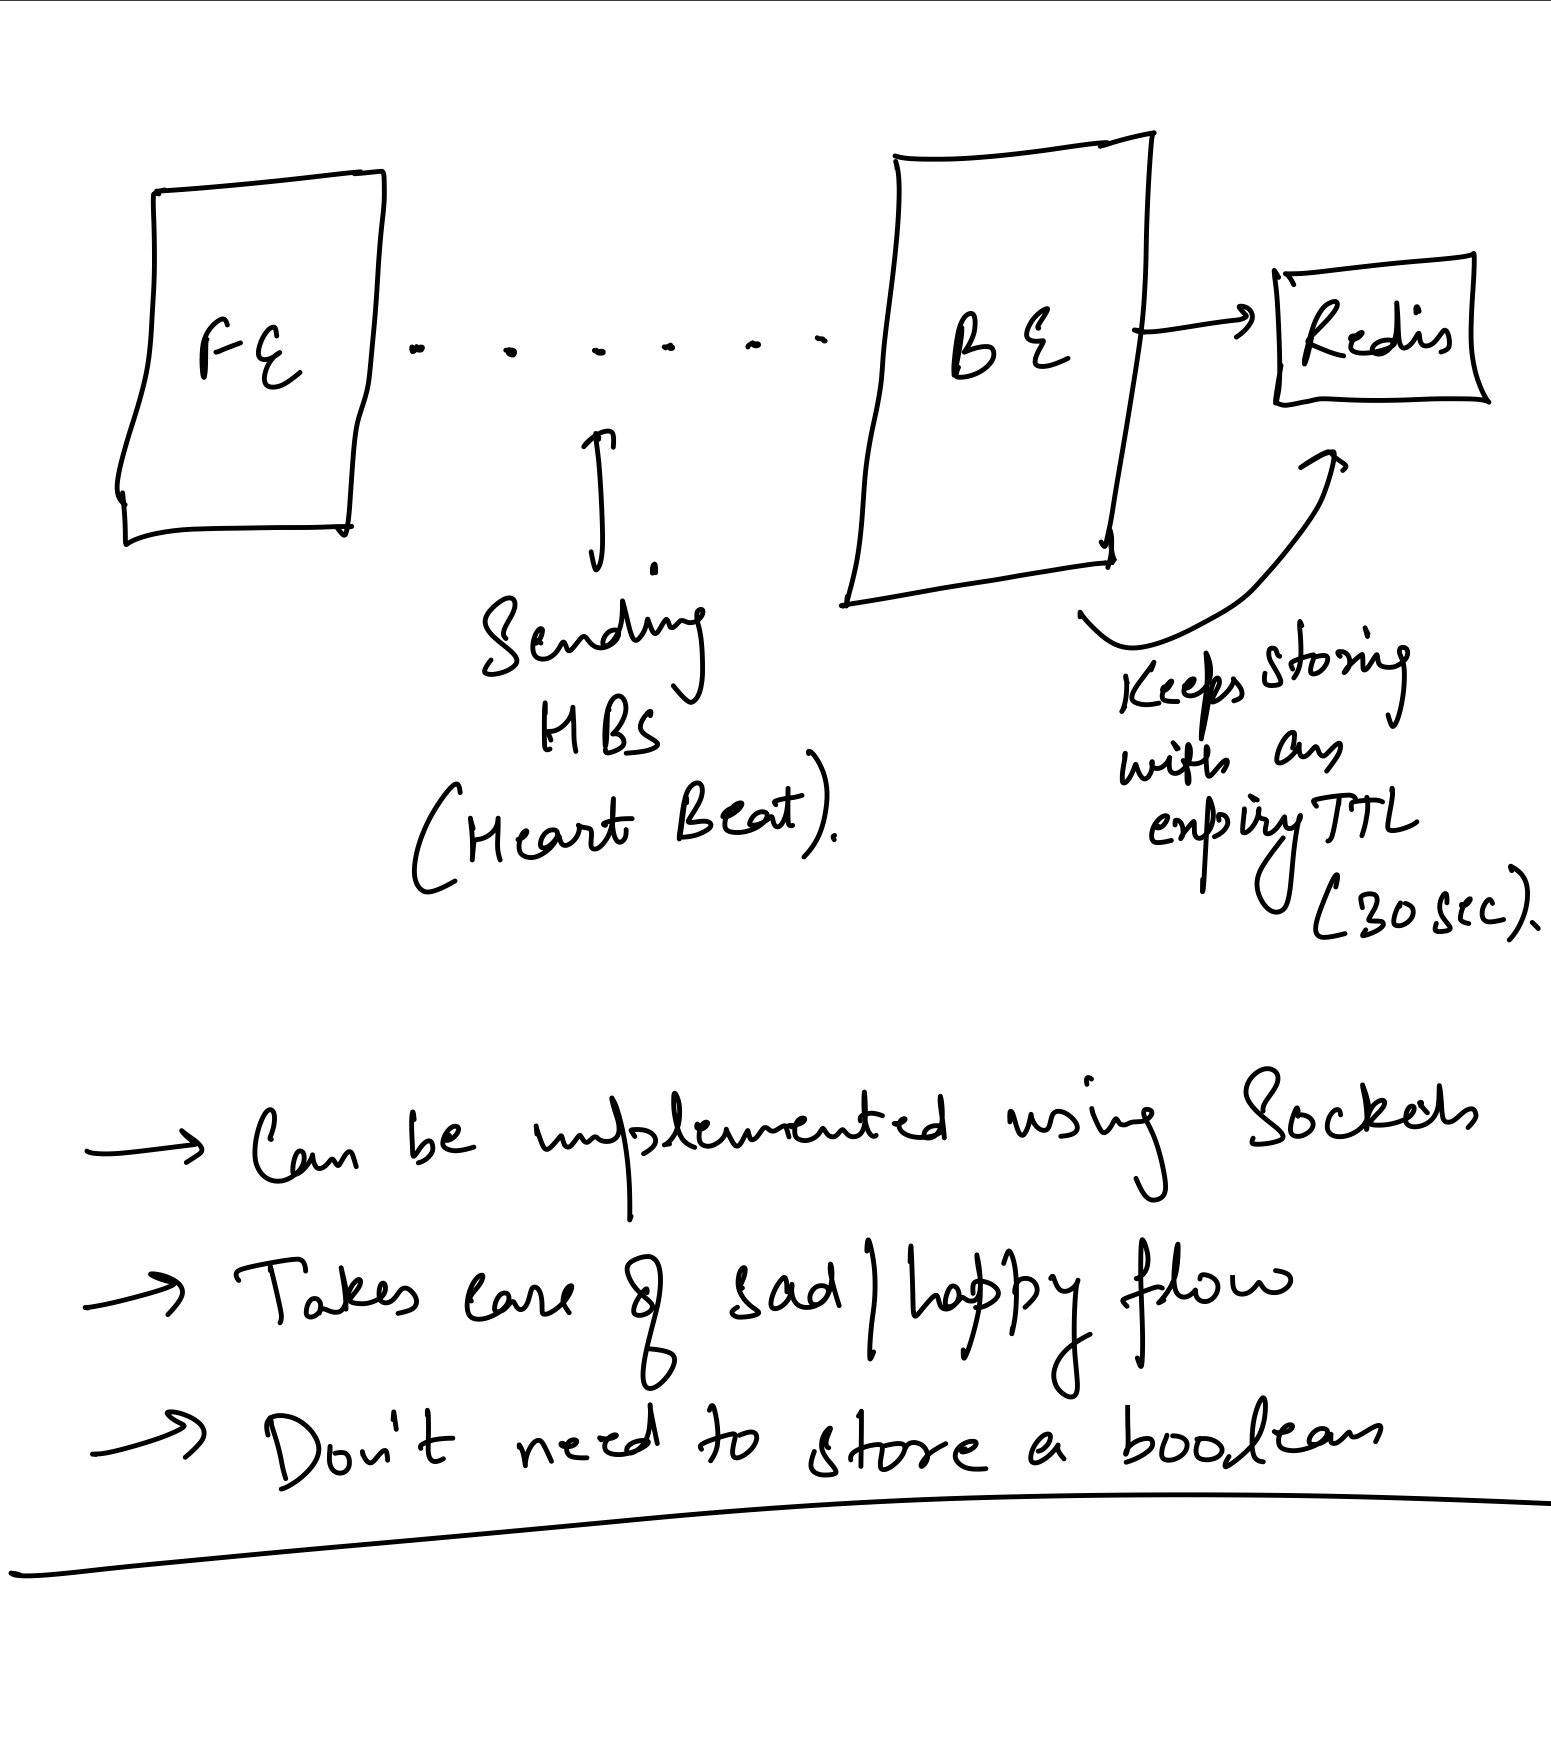 FE
BE
Redis
Sending
HBS
(Heart Beat).
Keeps storing
with an
expiry TTL
(30 sec).
→ Can be implemented using Sockets
→ Takes care of sad/happy flow
→ Don't need to store a boolean